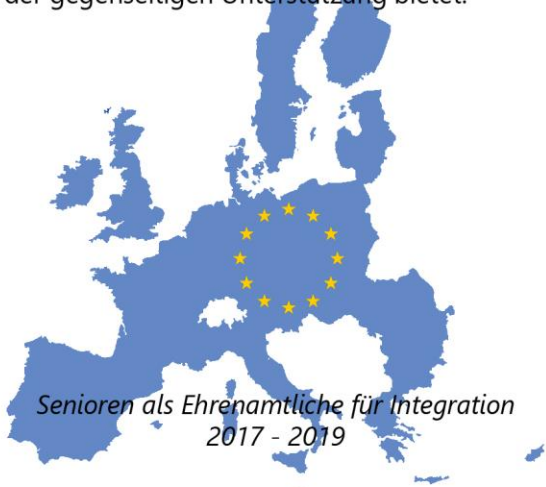 der gegenseitigen Unterstützung bietet.
Senioren als Ehrenamtliche für Integration
2017 - 2019